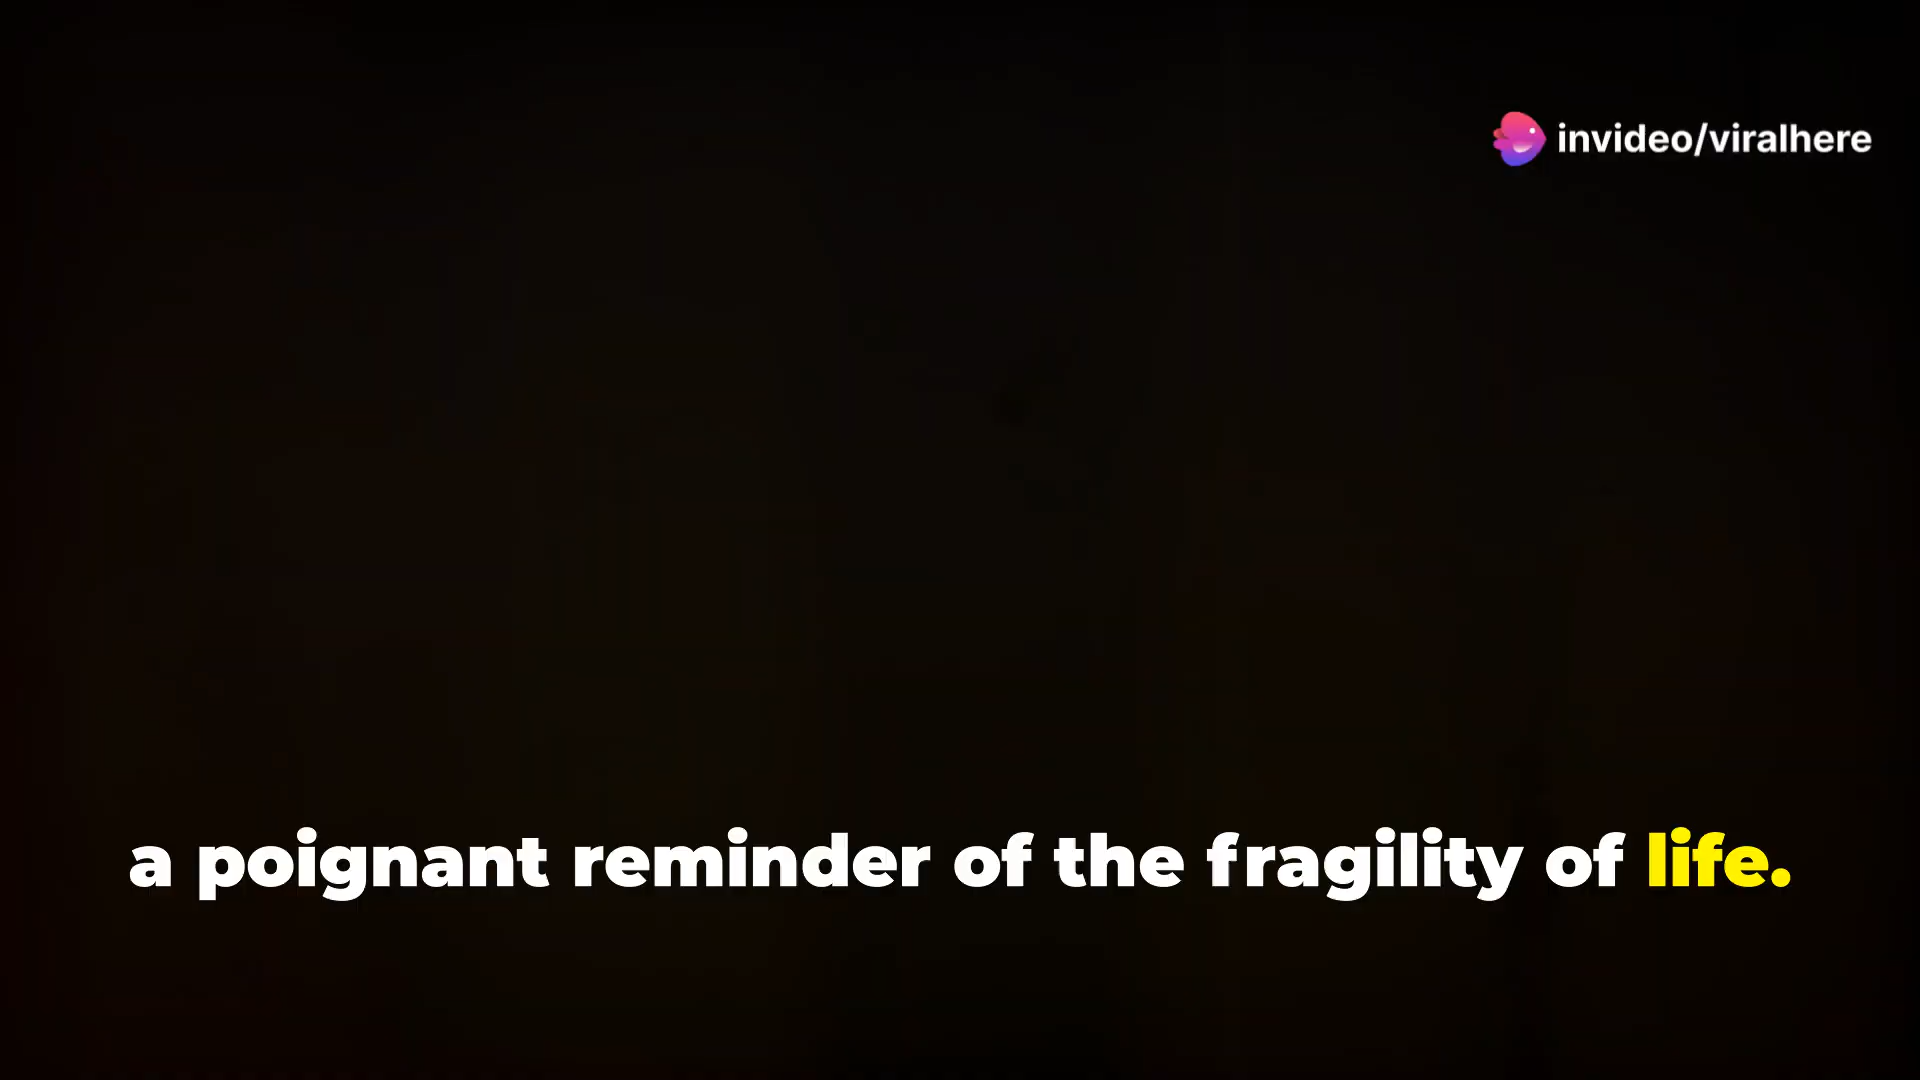 invideo/viralhere
a poignant reminder of the fragility of life.